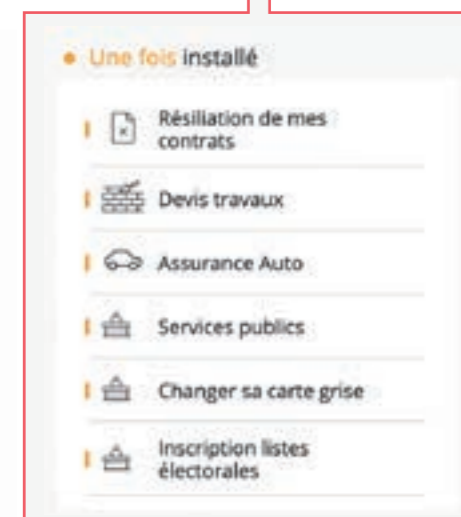 Une fois installé
Résiliation de mes
contrats
Devis travaux
Assurance Auto
Services publics
Changer sa carte grise
Inscription listes
électorales